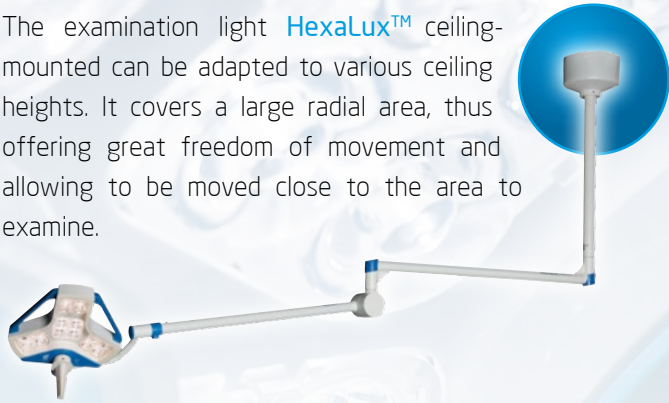 The examination light HexaLux™ ceiling-
mounted can be adapted to various ceiling
heights. It covers a large radial area, thus
offering great freedom of movement and
allowing to be moved close to the area to
examine.